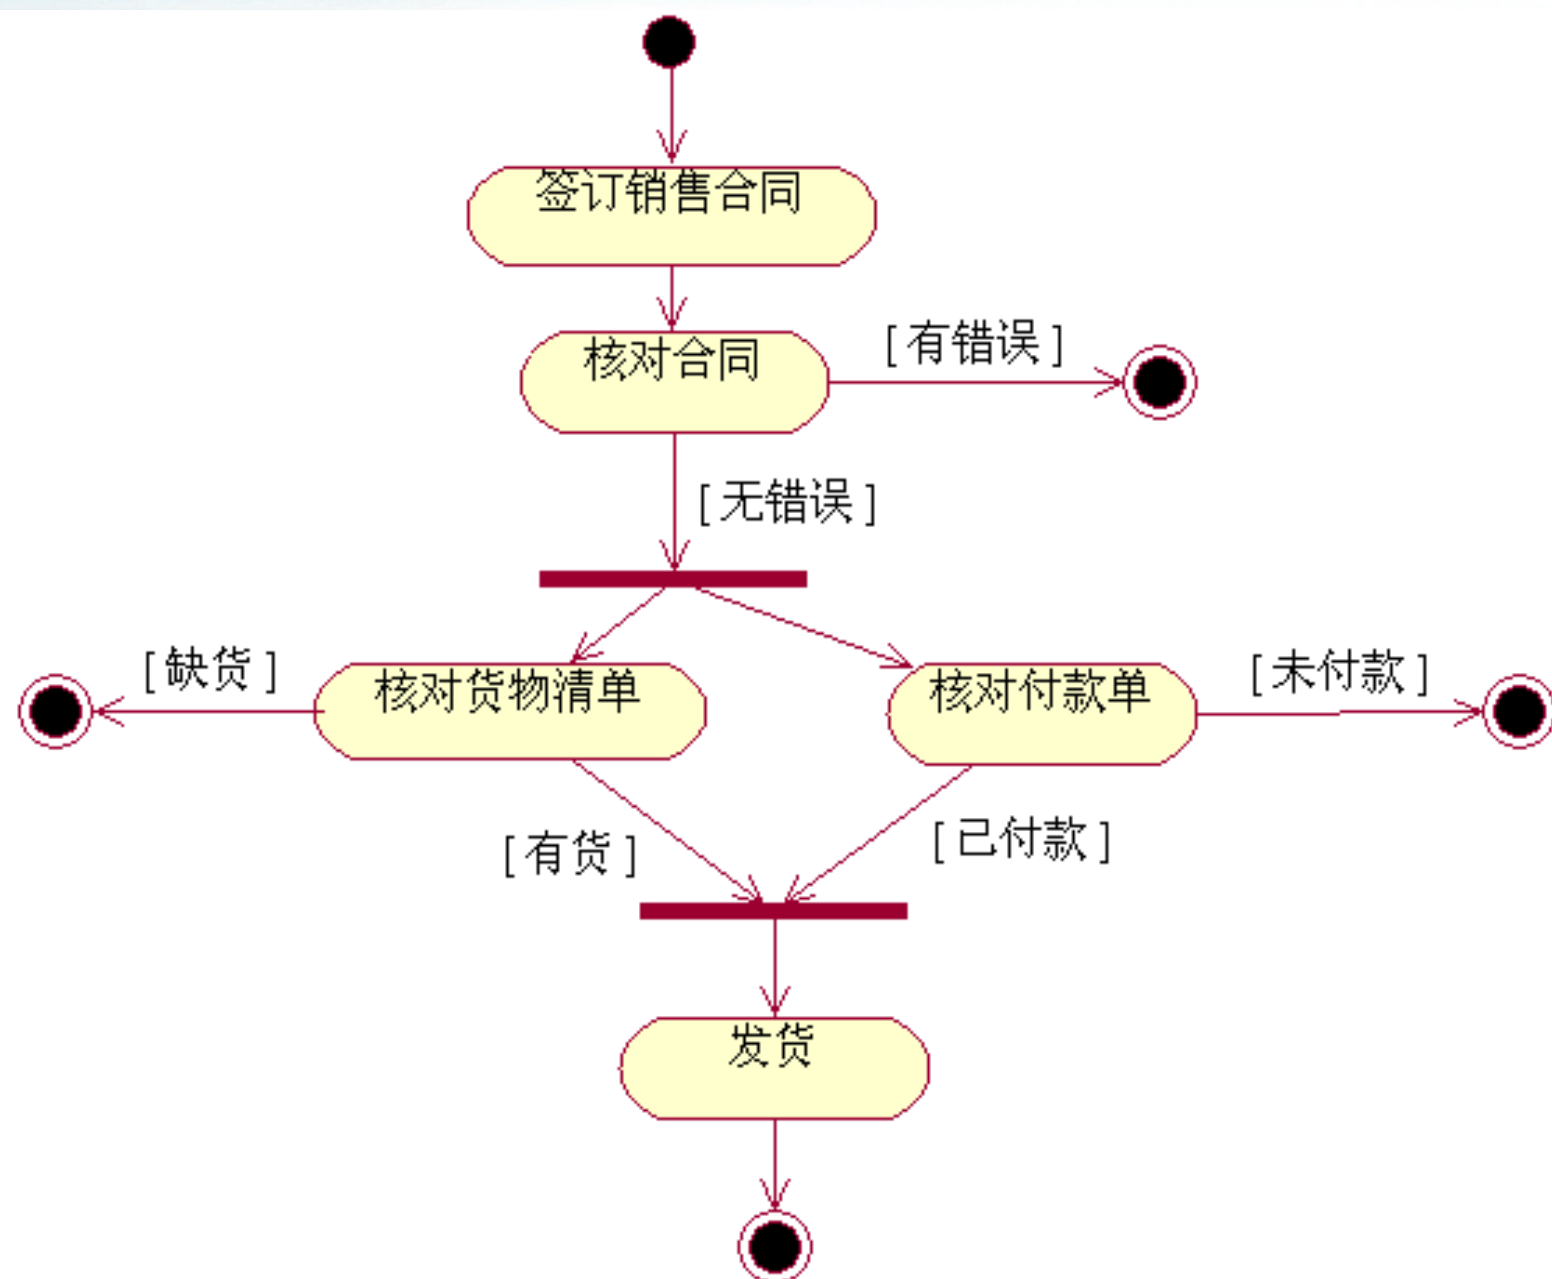 签订销售合同
核对合同
[有错误]
[无错误]
[缺货]
核对货物清单
核对付款单
[未付款]
[有货]
[已付款]
发货